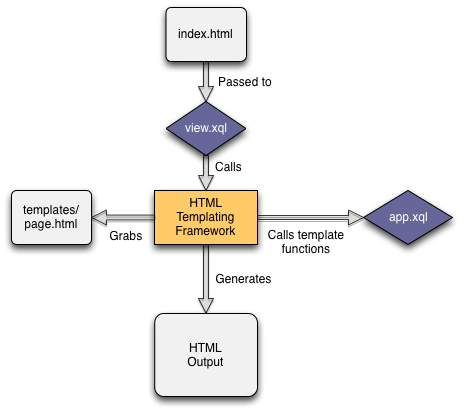 index.html
Passed to
view.xql
Calls
templates/
page.html
Grabs
HTML
Templating
Framework
Calls template
functions
app.xql
Generates
HTML
Output